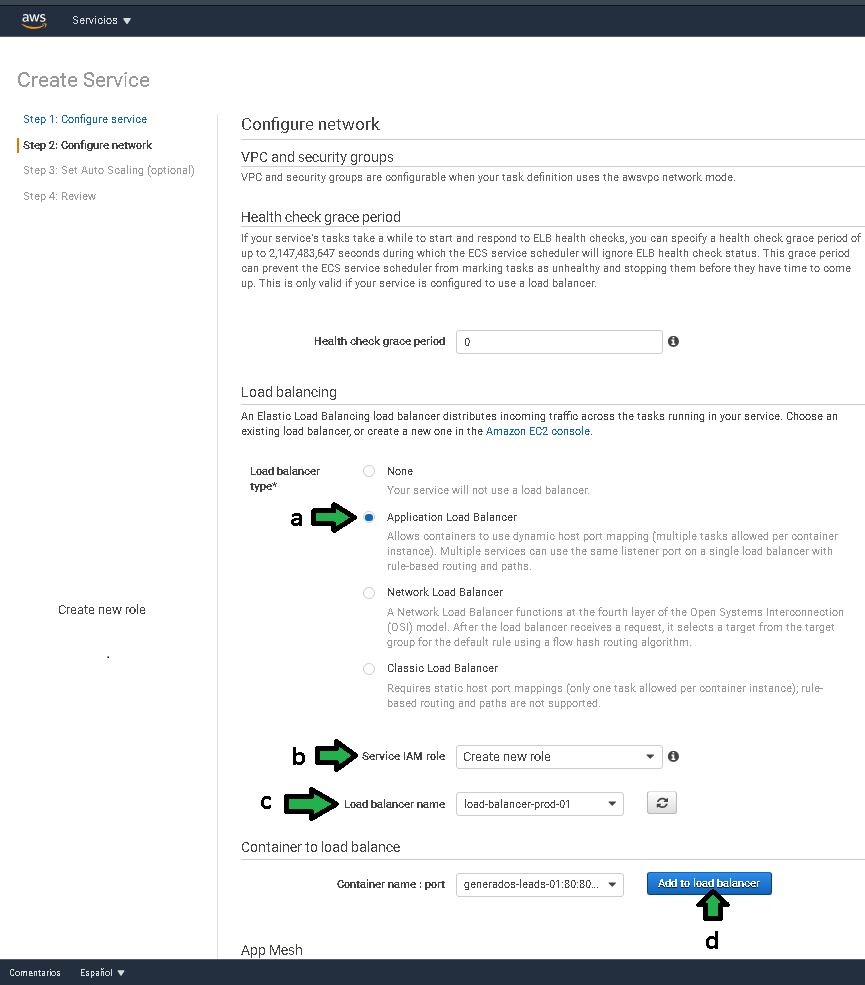 aws
Servicios
Create Service
Step 1: Configure service
Step 2: Configure network
Step 3: Set Auto Scaling (optional)
Step 4: Review
Create new role
.
Configure network
VPC and security groups
VPC and security groups are configurable when your task definition uses the awsvpc network mode.
Health check grace period
If your service's tasks take a while to start and respond to ELB health checks, you can specify a health check grace period of
up to 2,147,483,647 seconds during which the ECS service scheduler will ignore ELB health check status. This grace period
can prevent the ECS service scheduler from marking tasks as unhealthy and stopping them before they have time to come
up. This is only valid if your service is configured to use a load balancer.
Health check grace period 0
Load balancing
An Elastic Load Balancing load balancer distributes incoming traffic across the tasks running in your service. Choose an
existing load balancer, or create a new one in the Amazon EC2 console.
Load balancer
type*
None
Your service will not use a load balancer.
a
Application Load Balancer
Allows containers to use dynamic host port mapping (multiple tasks allowed per container
instance). Multiple services can use the same listener port on a single load balancer with
rule-based routing and paths.
Network Load Balancer
A Network Load Balancer functions at the fourth layer of the Open Systems Interconnection
(OSI) model. After the load balancer receives a request, it selects a target from the target
group for the default rule using a flow hash routing algorithm.
Classic Load Balancer
Requires static host port mappings (only one task allowed per container instance); rule-
based routing and paths are not supported.
b Service IAM role Create new role
c Load balancer name load-balancer-prod-01
Container to load balance
Container name : port generados-leads-01:80:80... Add to load balancer
d
App Mesh
Comentarios Español